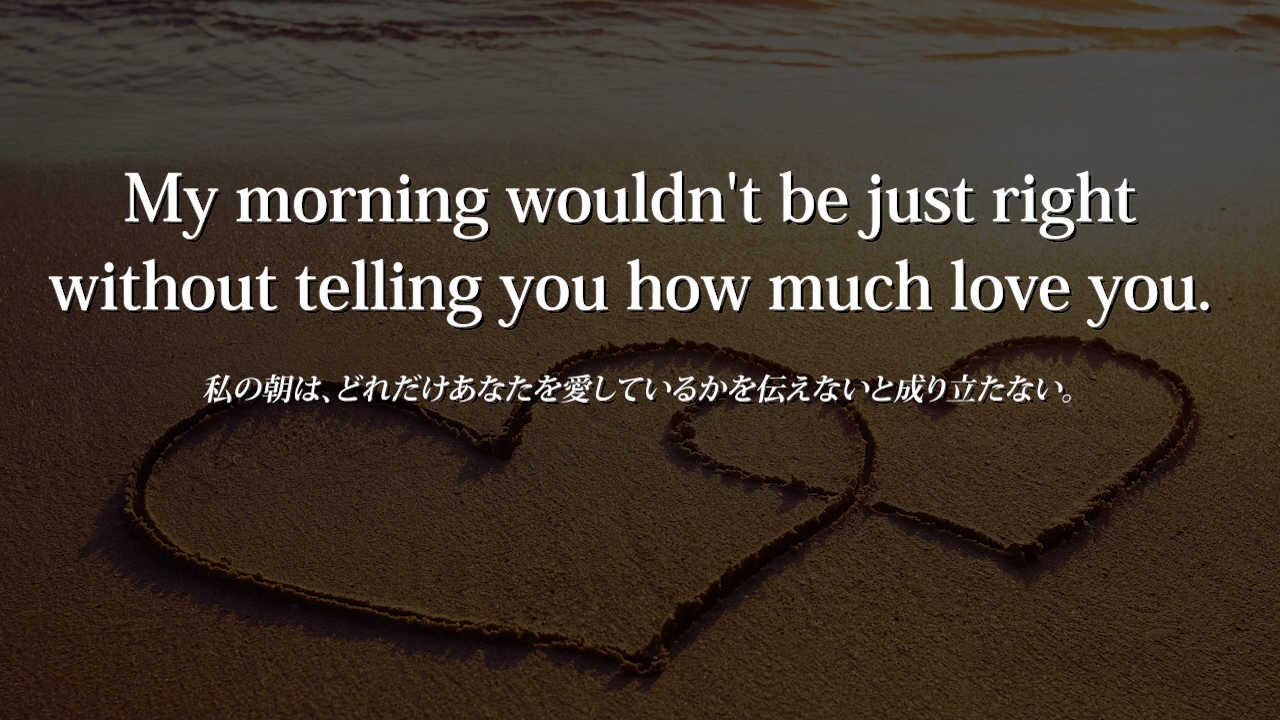 My morning wouldn't be just right
without telling you how much love you.
私の朝は、どれだけあなたを愛しているかを伝えないと成り立たない。